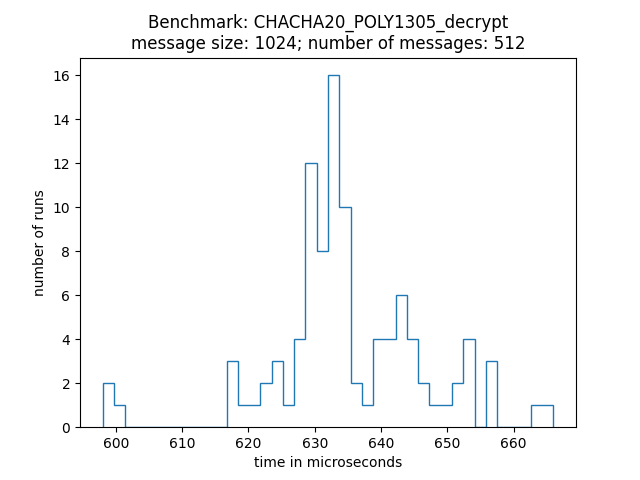 Benchmark: CHACHA20_POLY1305_decrypt
message size: 1024; number of messages: 512
16
14
12
10
8
6
4
2
0
number of runs
600 610 620 630 640 650 660
time in microseconds